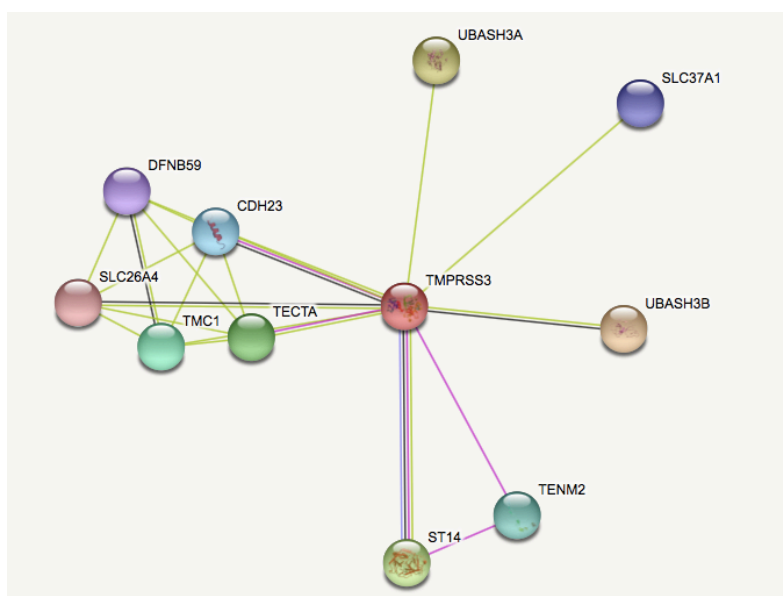 UBASH3A
SLC37A1
DFNB59
CDH23
SLC26A4
TMPRSS3
UBASH3B
TMC1
TECTA
TENM2
ST14